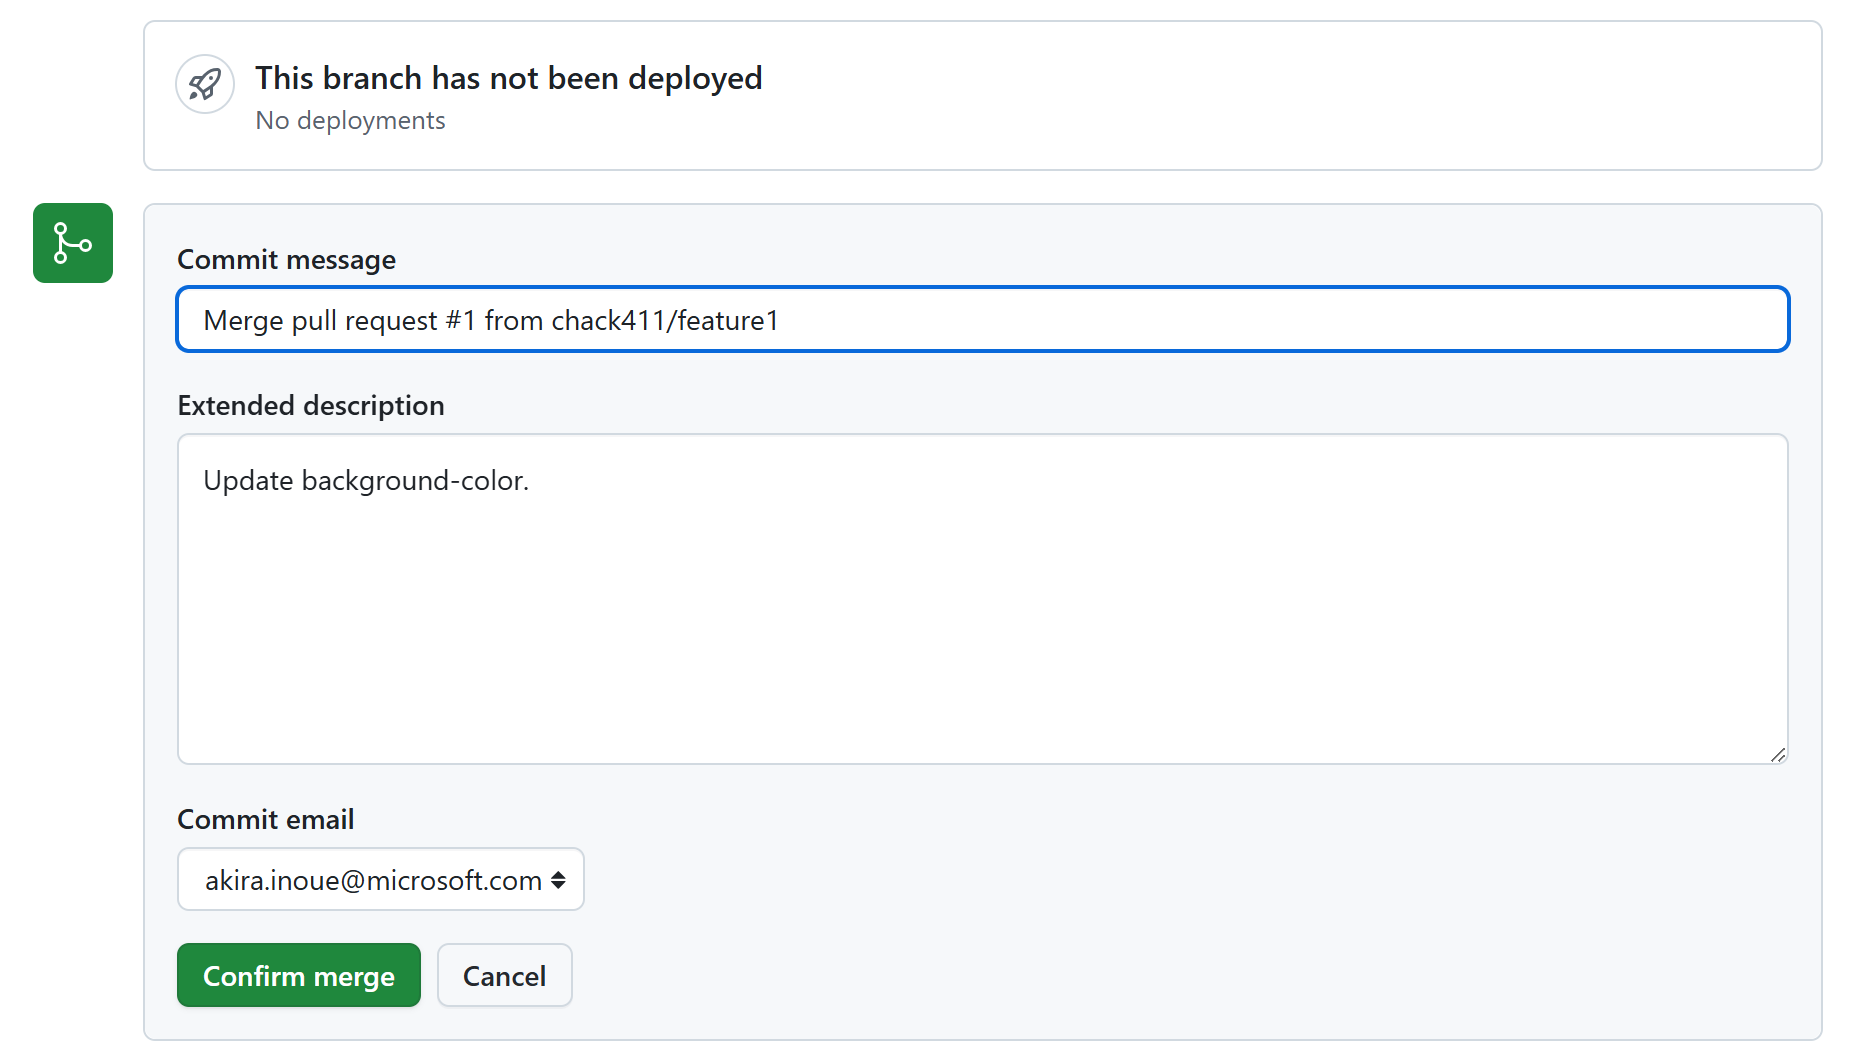 This branch has not been deployed
No deployments
Commit message
Merge pull request #1 from chack411/feature1
Extended description
Update background-color.
Commit email
akira.inoue@microsoft.com
Confirm merge
Cancel